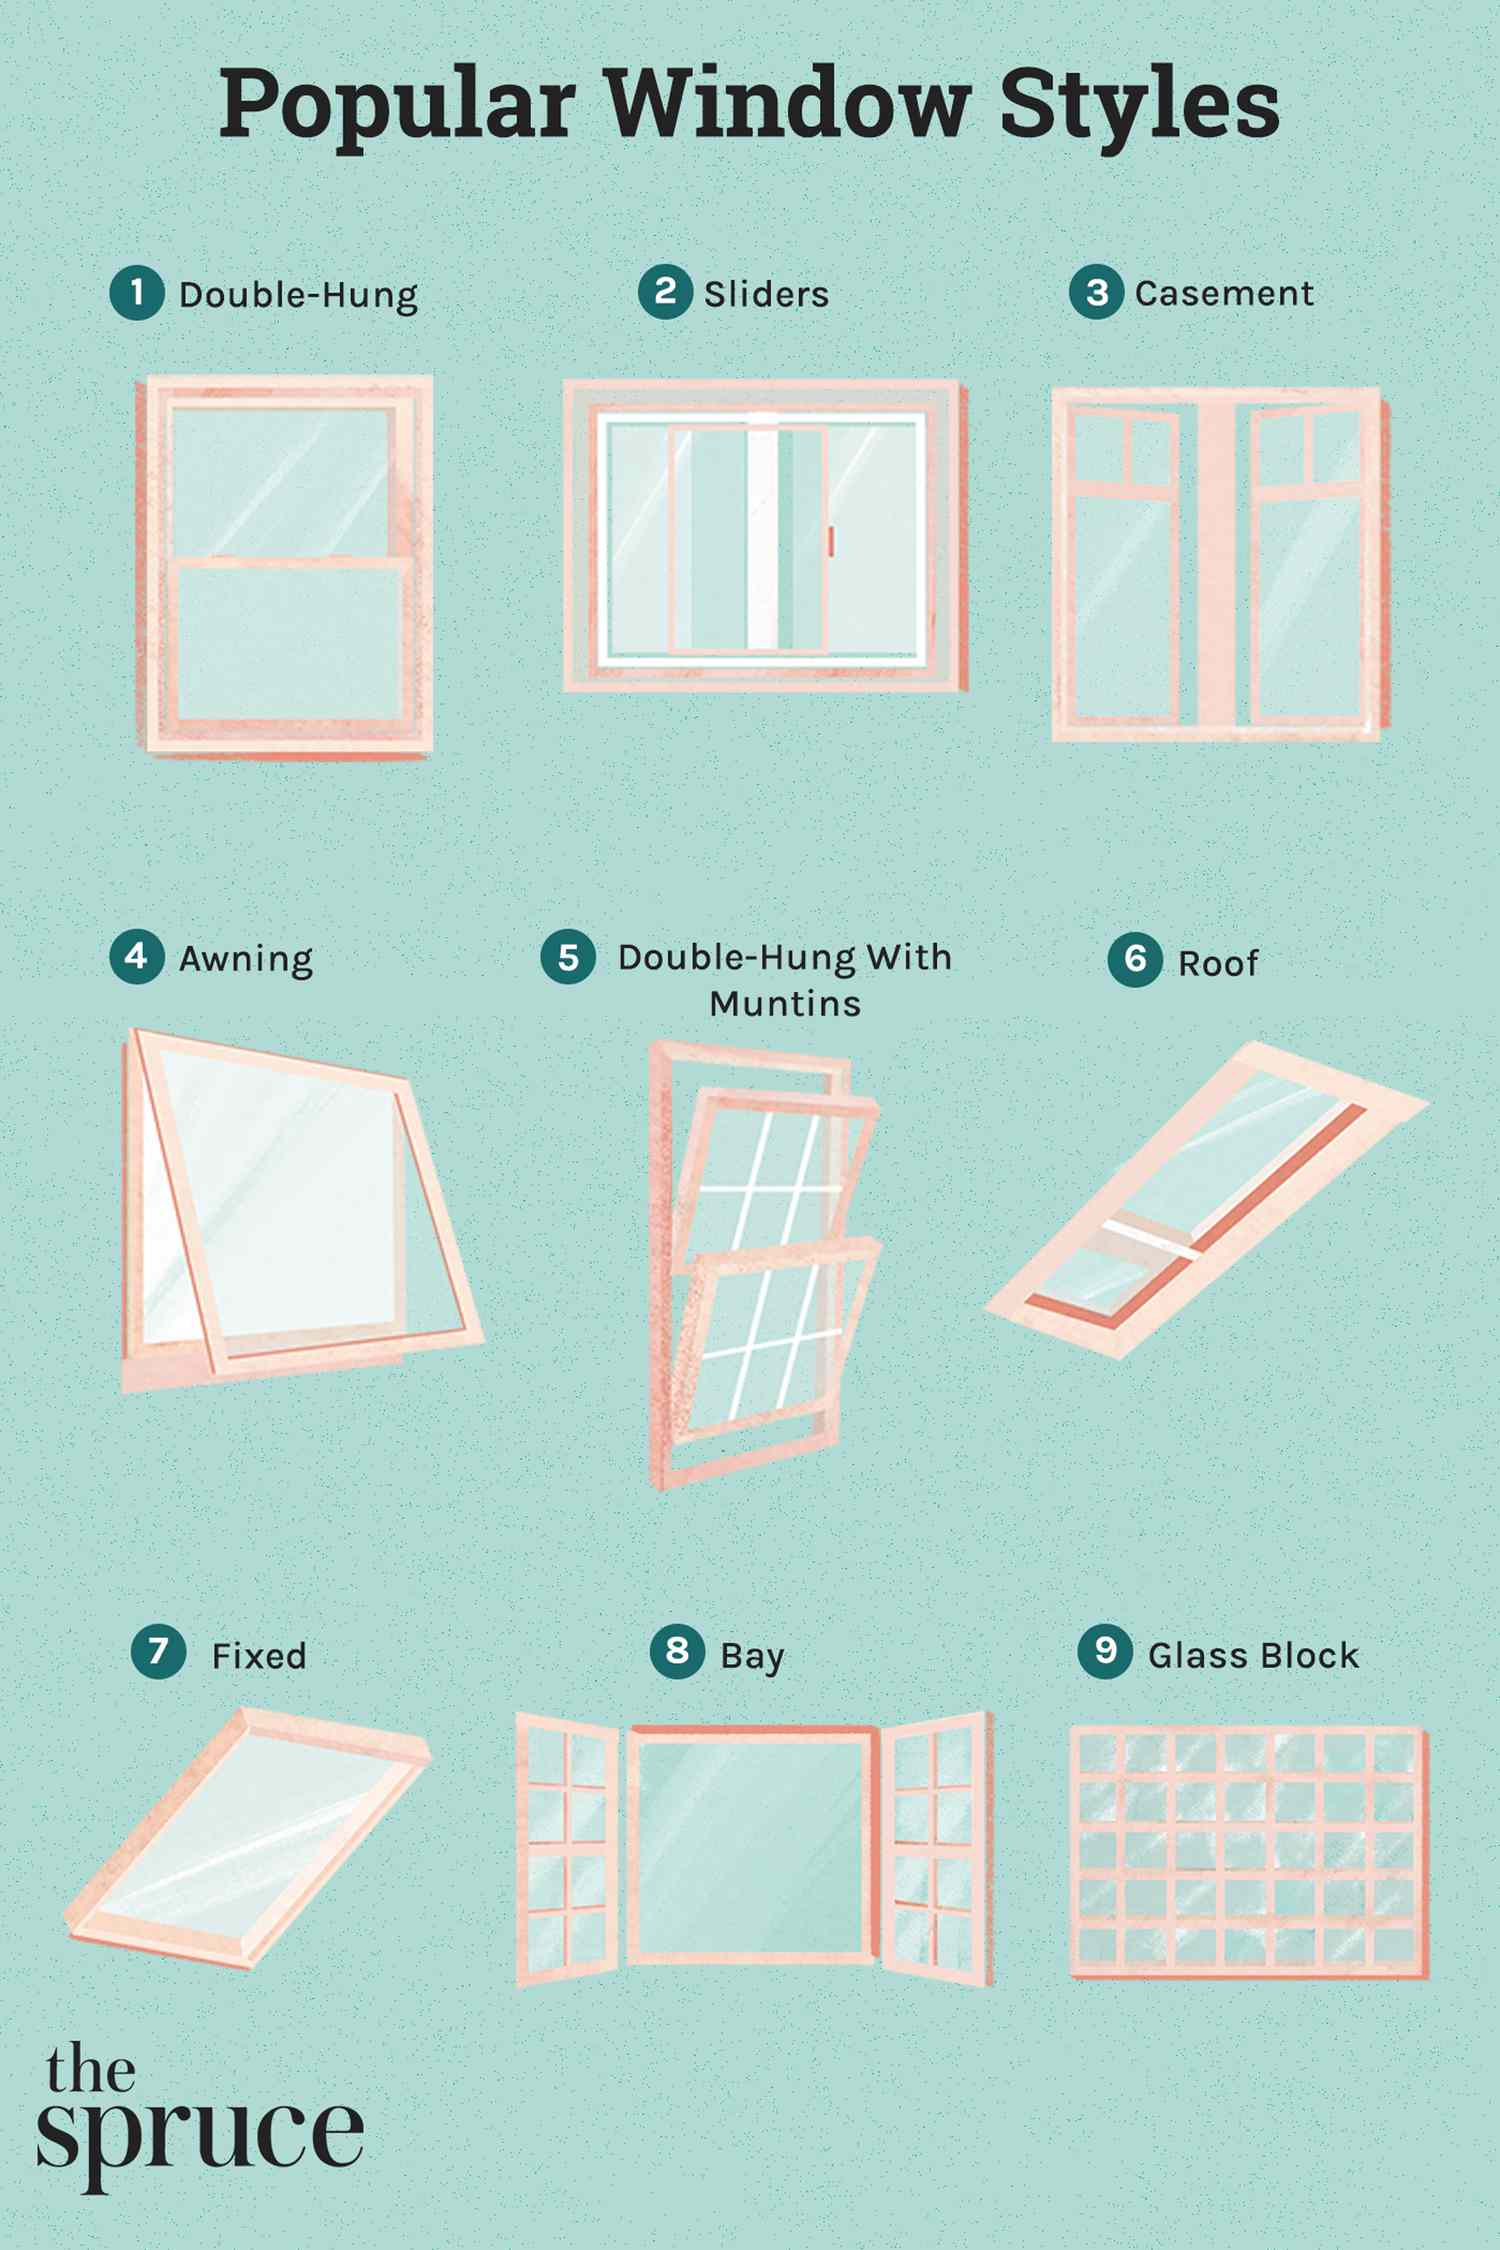 Popular Window Styles
1 Double-Hung
2 Sliders
3 Casement
4 Awning
5 Double-Hung With
Muntins
6 Roof
7 Fixed
8 Bay
9 Glass Block
the
spruce